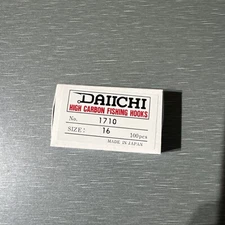 DAIICHI
HIGH CARBON FISHING HOOKS
No. 1710
SIZE: 16 100pcs
MADE IN JAPAN